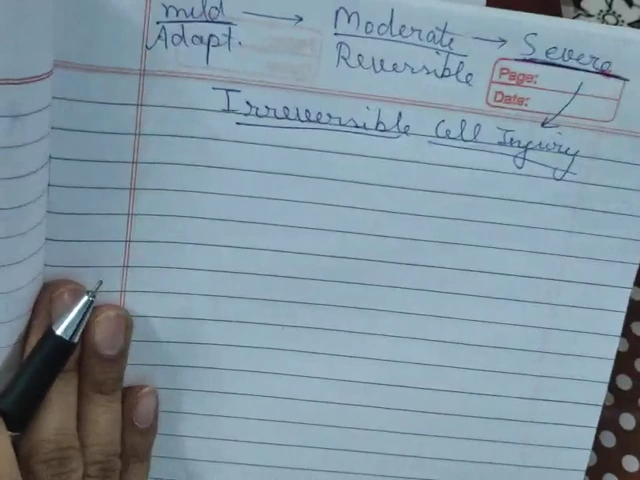 mild → Moderate → Severe
Adapt. Reversible
Page:
Date:
Irreversible Cell Injury